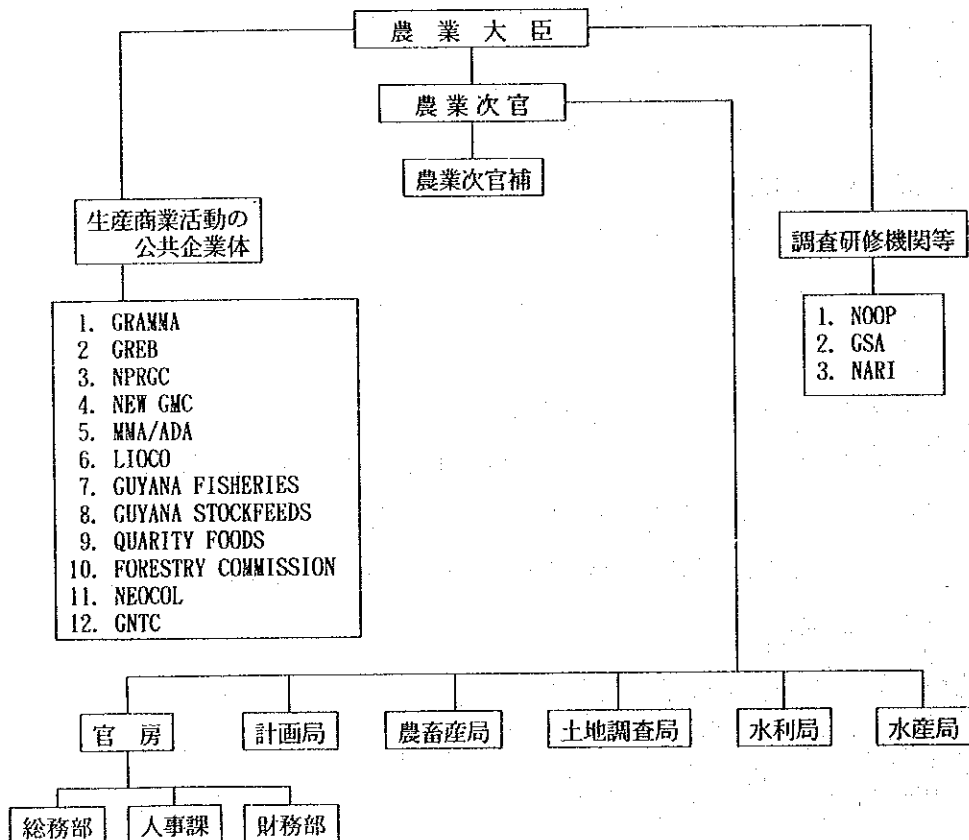 農業大臣
農業次官
農業次官補
生産商業活動の
公共企業体
調査研修機関等
1. GRAMMA
2 GREB
3. NPRGC
4. NEW GMC
5. MMA/ADA
6. LIOCO
7. GUYANA FISHERIES
8. GUYANA STOCKFEEDS
9. QUARITY FOODS
10. FORESTRY COMMISSION
11. NEOCOL
12. GNTC
1. NOOP
2. GSA
3. NARI
官房
計画局
農畜産局
土地調査局
水利局
水産局
総務部
人事課
財務部